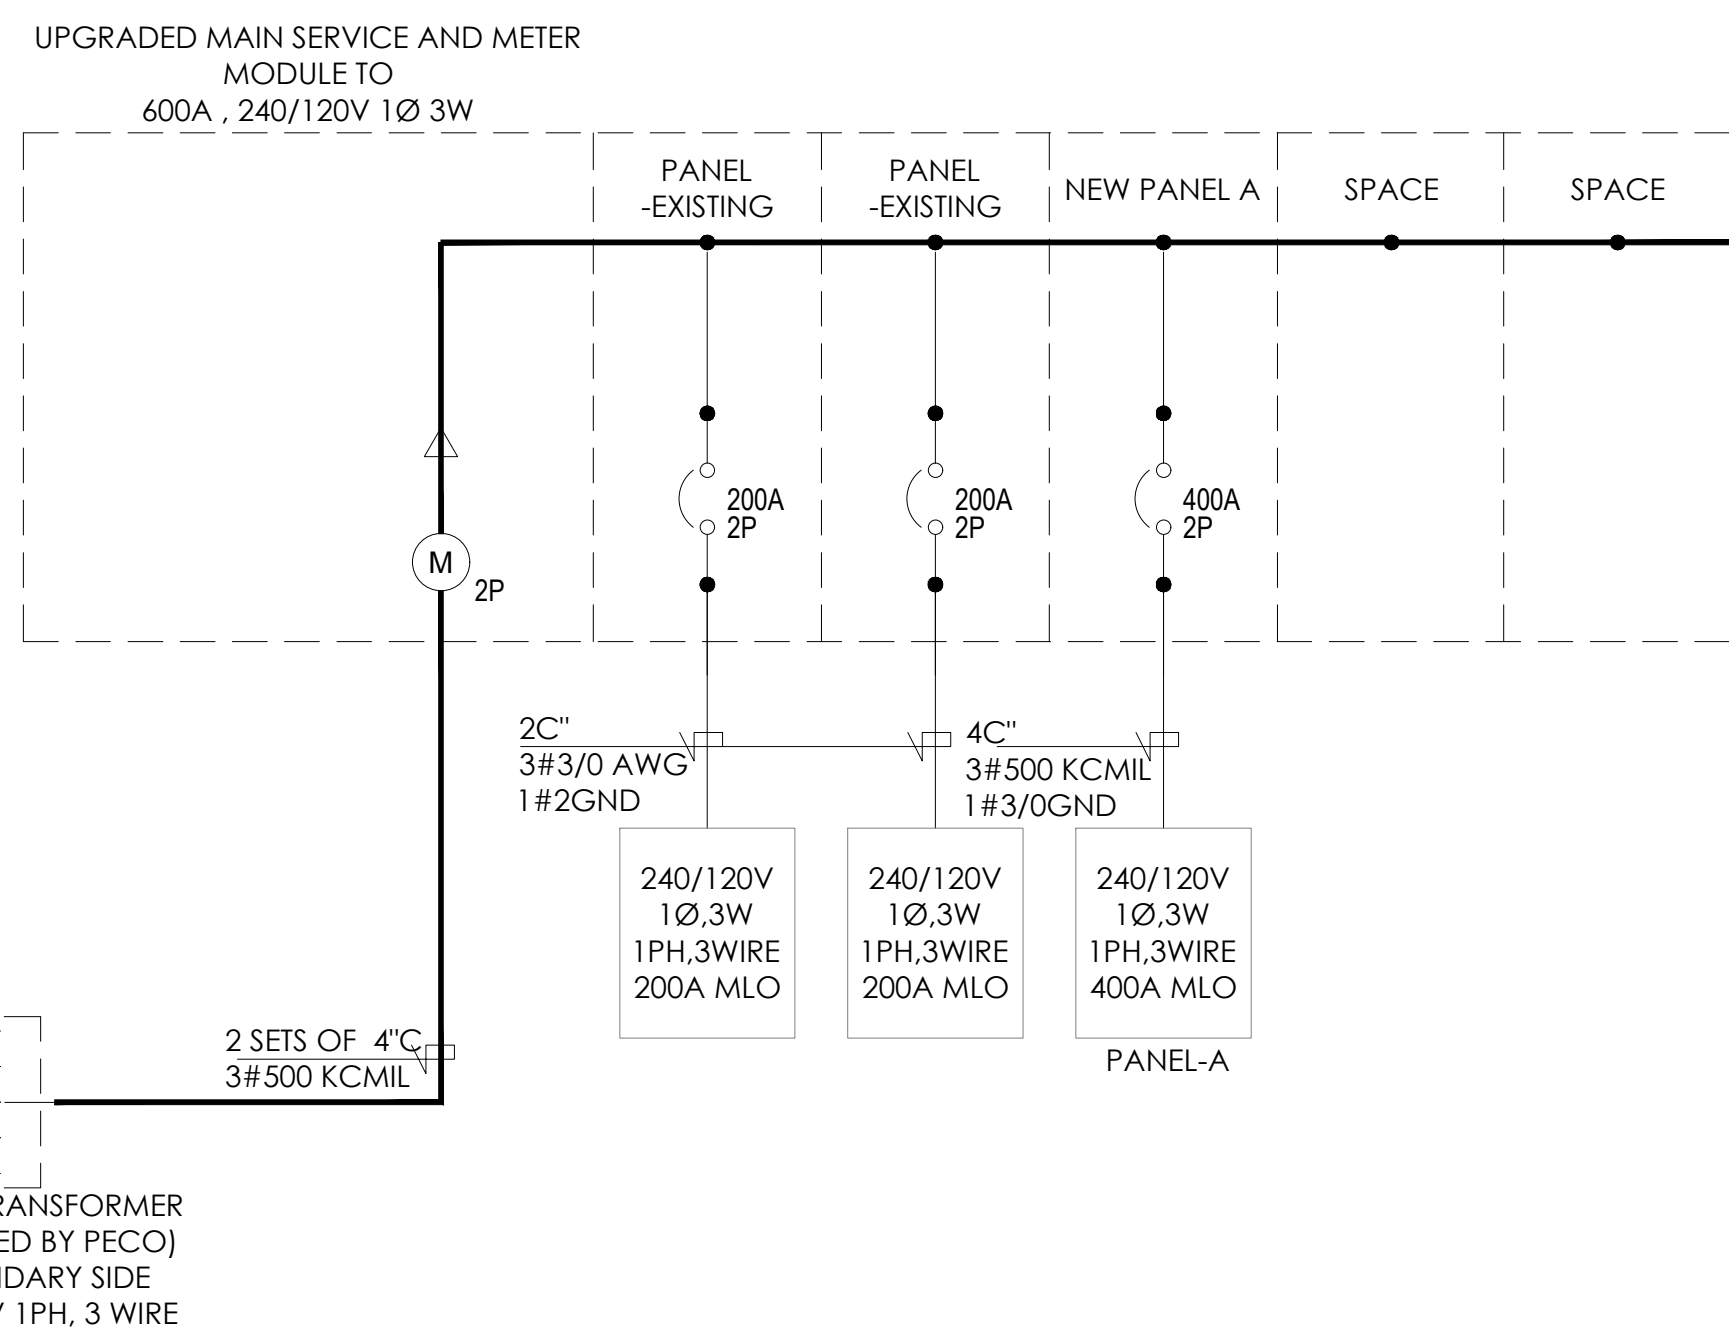 UPGRADED MAIN SERVICE AND METER
MODULE TO
600A , 240/120V 1Ø 3W
PANEL
-EXISTING
PANEL
-EXISTING
NEW PANEL A
SPACE
SPACE
200A
2P
200A
2P
400A
2P
M
2P
2C"
3#3/0 AWG
1#2GND
4C"
3#500 KCMIL
1#3/0GND
240/120V
1Ø,3W
1PH,3WIRE
200A MLO
240/120V
1Ø,3W
1PH,3WIRE
200A MLO
240/120V
1Ø,3W
1PH,3WIRE
400A MLO
PANEL-A
2 SETS OF 4"C
3#500 KCMIL
RANSFORMER
ED BY PECO)
NDARY SIDE
1PH, 3 WIRE